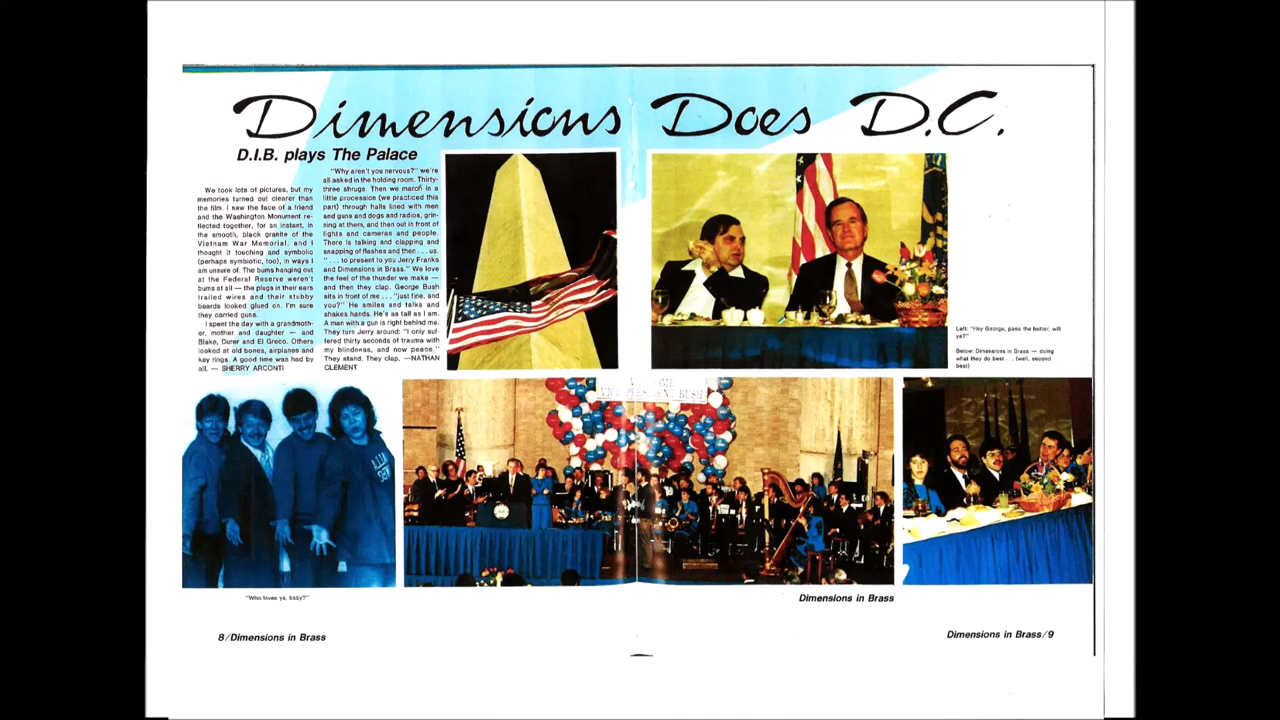 Dimensions Does D.C.
D.I.B. plays The Palace
We took lots of pictures, but my
memories turned out clearer than
the film. I saw the face of a friend
and the Washington Monument re-
flected together, for an instant, in
the smooth, black granite of the
Vietnam War Memorial; and I
thought it touching and symbolic
(perhaps symbiotic, too), in ways I
am unsure of. The bums hanging out
at the Federal Reserve weren't
bums at all — the plugs in their ears
trailed wires and their stubby
beards looked glued on. I'm sure
they carried guns.
I spent the day with a grandmoth-
er, mother and daughter — and
Blake, Durer and El Greco. Others
looked at old bones, airplanes and
key rings. A good time was had by
all. — SHERRY ARCONTI
"Why aren't you nervous?" we're
all asked in the holding room. Thirty-
three shrugs. Then we march in a
little procession (we practiced this
part) through halls lined with men
and guns and dogs and radios, grin-
ning at them, and then out in front of
lights and cameras and people.
There is talking and clapping and
snapping of flashes and then . . . us.
". . . to present to you Jerry Franks
and Dimensions in Brass." We love
the feel of the thunder we make —
and then they clap. George Bush
sits in front of me . . . "just fine, and
you?" He smiles and talks and
shakes hands. He's as tall as I am.
A man with a gun is right behind me.
They turn Jerry around: "I only suf-
fered thirty seconds of trauma with
my blindness, and now peace."
They stand. They clap. —NATHAN
CLEMENT
Left: "Hey George, pass the butter, will
ya?"
Below: Dimensions in Brass — doing
what they do best . . . (well, second
best)
VICE PRESIDENT BUSH
"Who loves ya, baby?"
Dimensions in Brass
8/Dimensions in Brass
Dimensions in Brass/9